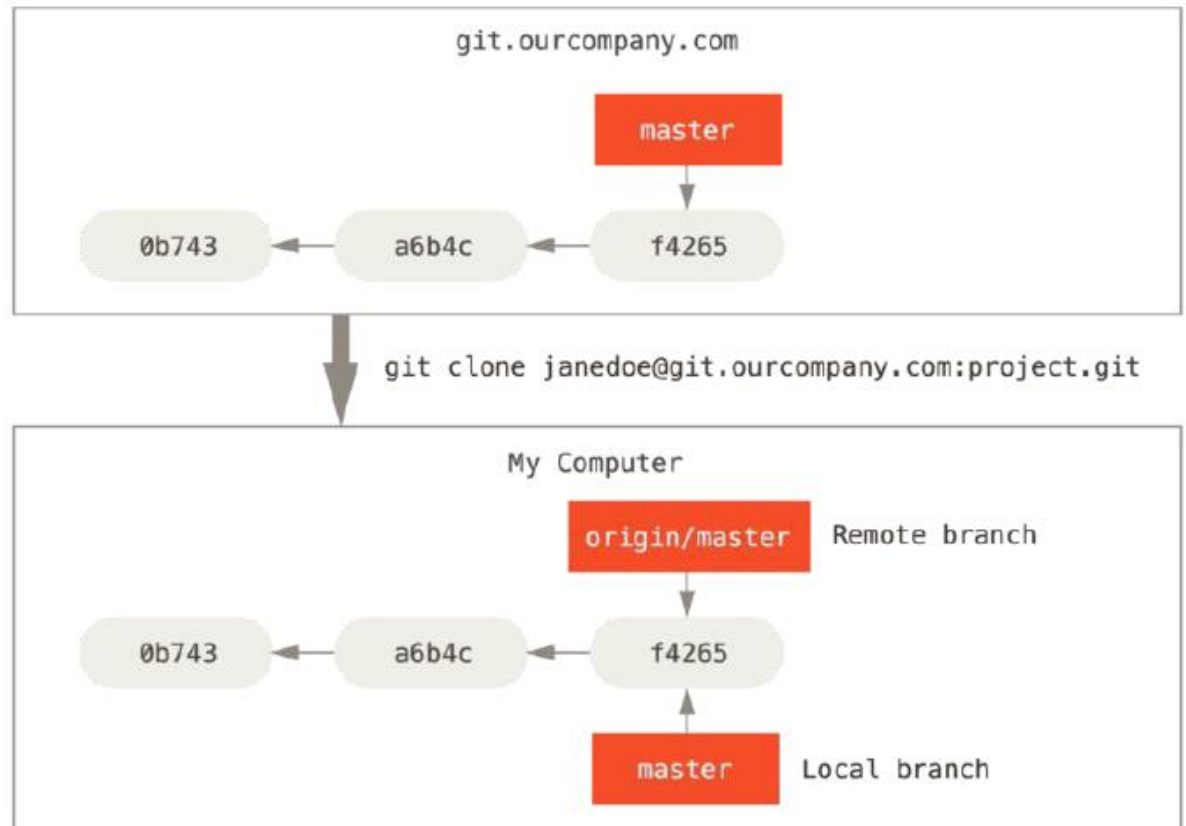 git.ourcompany.com
master
0b743 a6b4c f4265
git clone janedoe@git.ourcompany.com:project.git
My Computer
origin/master Remote branch
0b743 a6b4c f4265
master Local branch